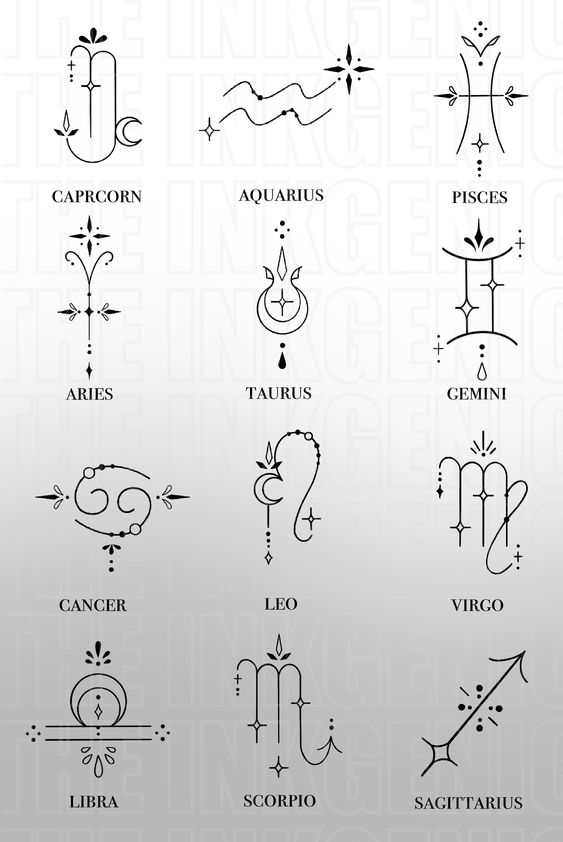 THE INKGENIC
CAPRCORN
AQUARIUS
PISCES
ARIES
TAURUS
GEMINI
CANCER
LEO
VIRGO
LIBRA
SCORPIO
SAGITTARIUS